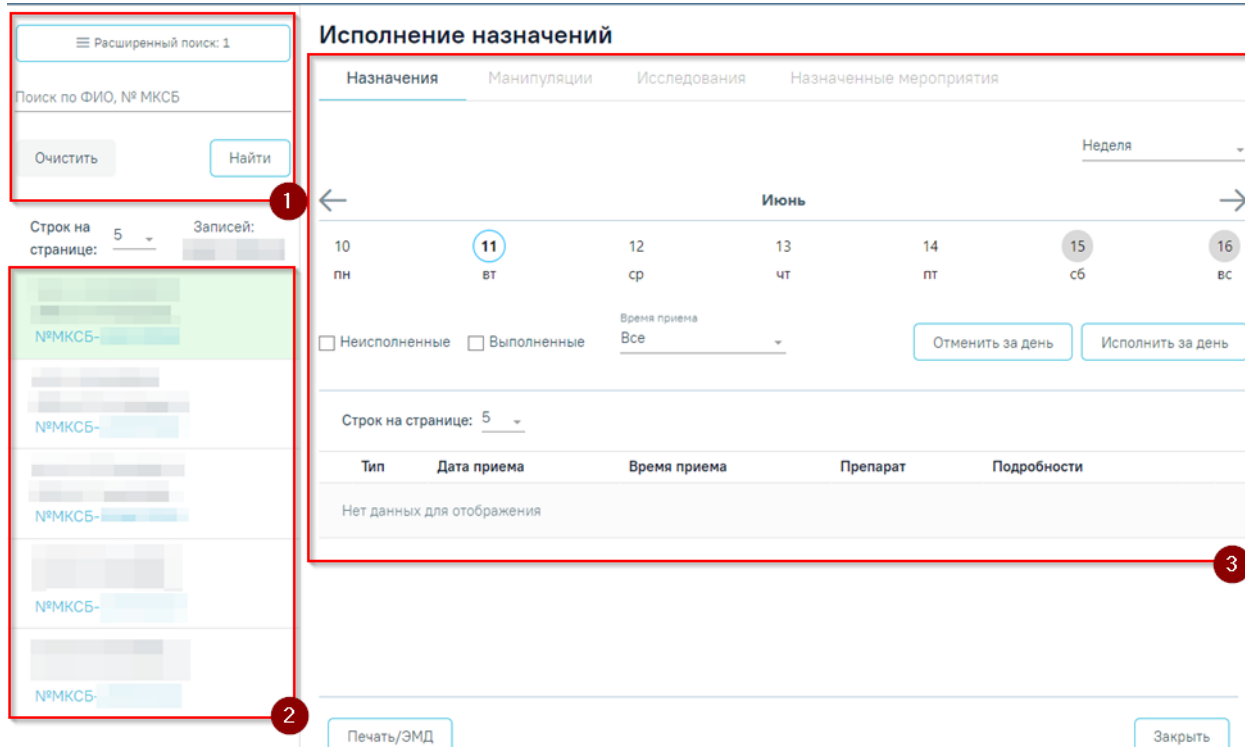 Расширенный поиск: 1
Поиск по ФИО, № МКСБ
Очистить Найти
1
Строк на странице: 5 Записей:
№МКСБ-
№МКСБ-
№МКСБ-
№МКСБ-
№МКСБ-
2
Исполнение назначений
Назначения Манипуляции Исследования Назначенные мероприятия
Неделя
Июнь
10 11 12 13 14 15 16
пн вт ср чт пт сб вс
Время приема
Неисполненные Выполненные Все Отменить за день Исполнить за день
Строк на странице: 5
Тип Дата приема Время приема Препарат Подробности
Нет данных для отображения
3
Печать/ЭМД Закрыть